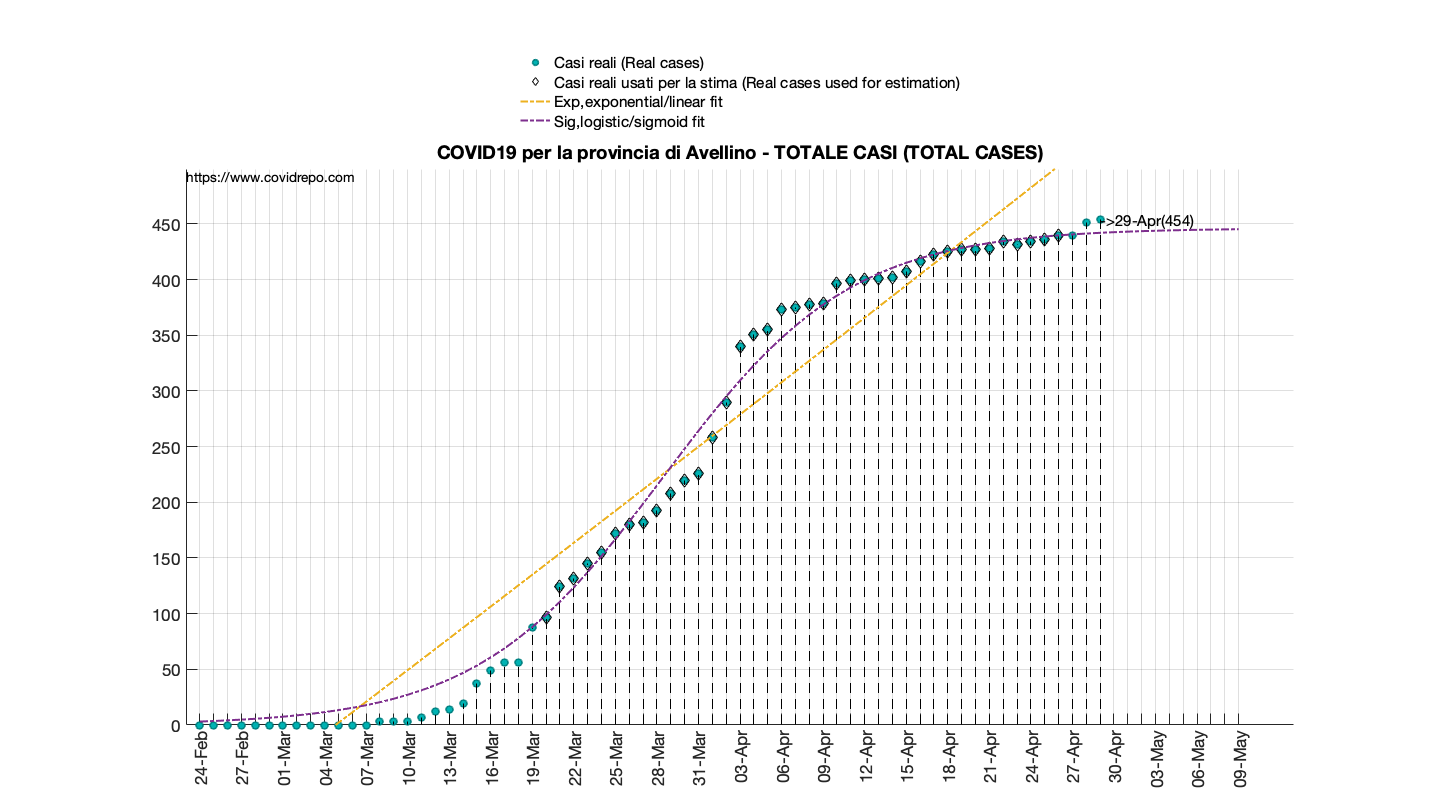 Casi reali (Real cases)
Casi reali usati per la stima (Real cases used for estimation)
Exp,exponential/linear fit
Sig,logistic/sigmoid fit
COVID19 per la provincia di Avellino - TOTALE CASI (TOTAL CASES)
https://www.covidrepo.com
450
400
350
300
250
200
150
100
50
0
->29-Apr(454)
24-Feb
27-Feb
01-Mar
04-Mar
07-Mar
10-Mar
13-Mar
16-Mar
19-Mar
22-Mar
25-Mar
28-Mar
31-Mar
03-Apr
06-Apr
09-Apr
12-Apr
15-Apr
18-Apr
21-Apr
24-Apr
27-Apr
30-Apr
03-May
06-May
09-May